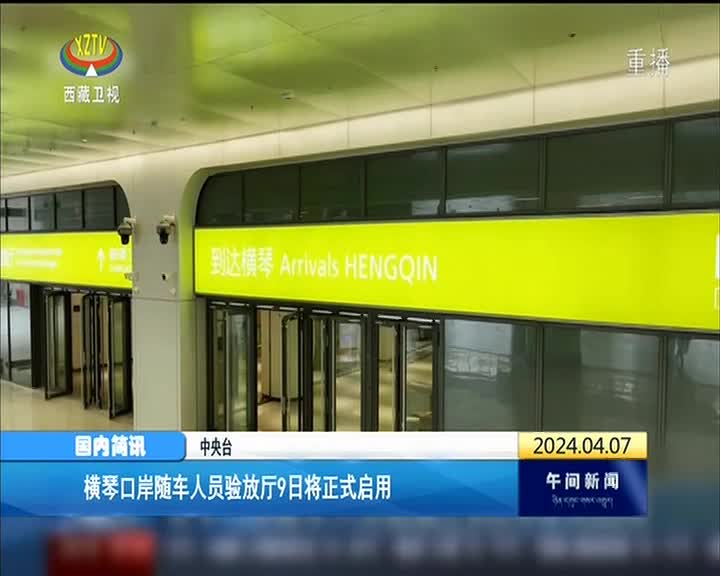 XZTV
西藏卫视
重播
到达横琴 Arrivals HENGQIN
国内简讯
中央台
2024.04.07
横琴口岸随车人员验放厅9日将正式启用
午间新闻